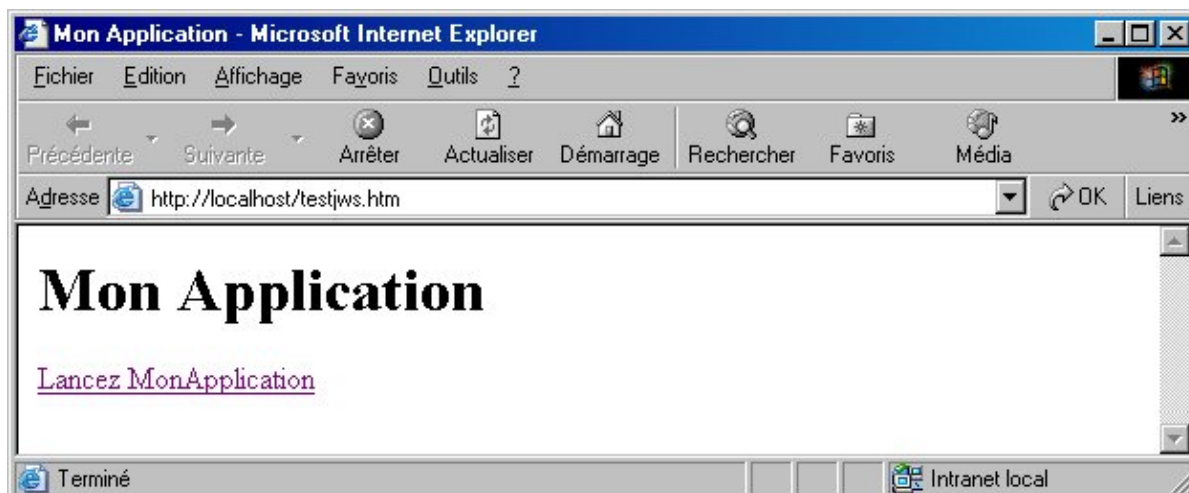 Mon Application - Microsoft Internet Explorer
Fichier Edition Affichage Favoris Outils ?
Précédente Suivante Arrêter Actualiser Démarrage Rechercher Favoris Média »
Adresse http://localhost/testjws.htm OK Liens
Mon Application
Lancez MonApplication
Terminé Intranet local